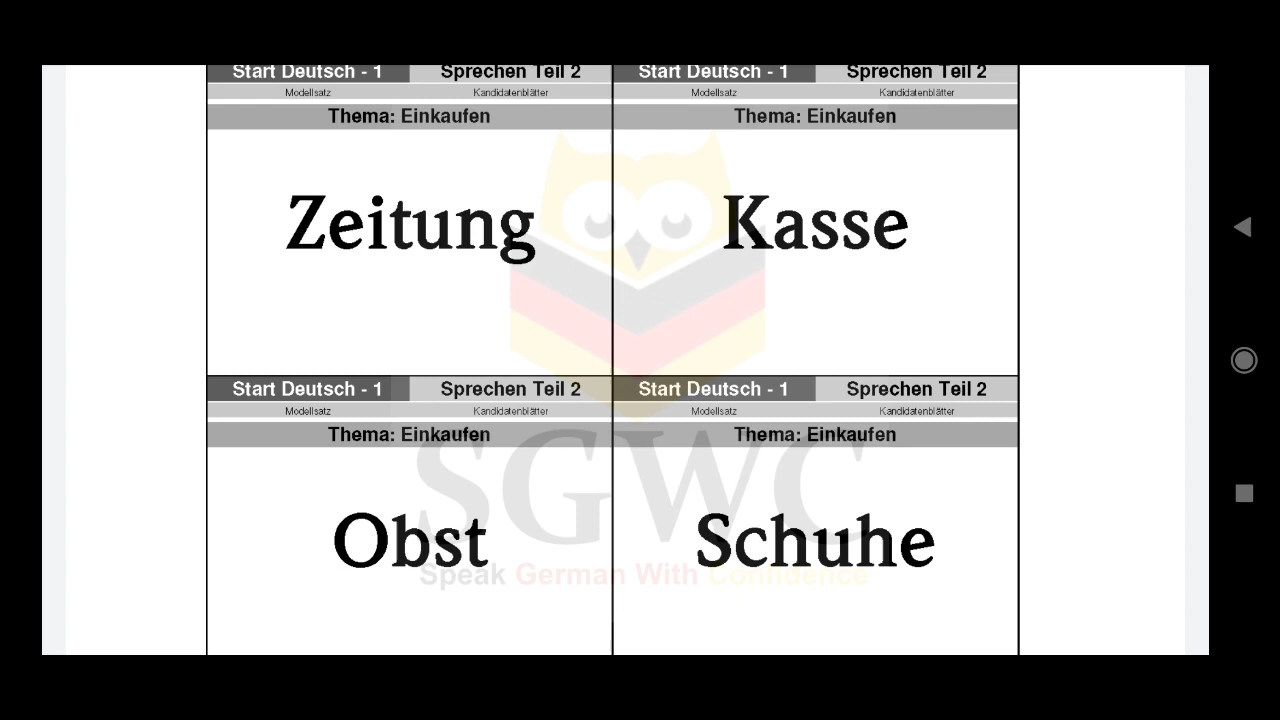 Start Deutsch - 1 Sprechen Teil 2
Modellsatz Kandidatenblätter
Thema: Einkaufen
Zeitung
Start Deutsch - 1 Sprechen Teil 2
Modellsatz Kandidatenblätter
Thema: Einkaufen
Kasse
Start Deutsch - 1 Sprechen Teil 2
Modellsatz Kandidatenblätter
Thema: Einkaufen
Obst
Start Deutsch - 1 Sprechen Teil 2
Modellsatz Kandidatenblätter
Thema: Einkaufen
Schuhe
SGWC
Speak German With Confidence